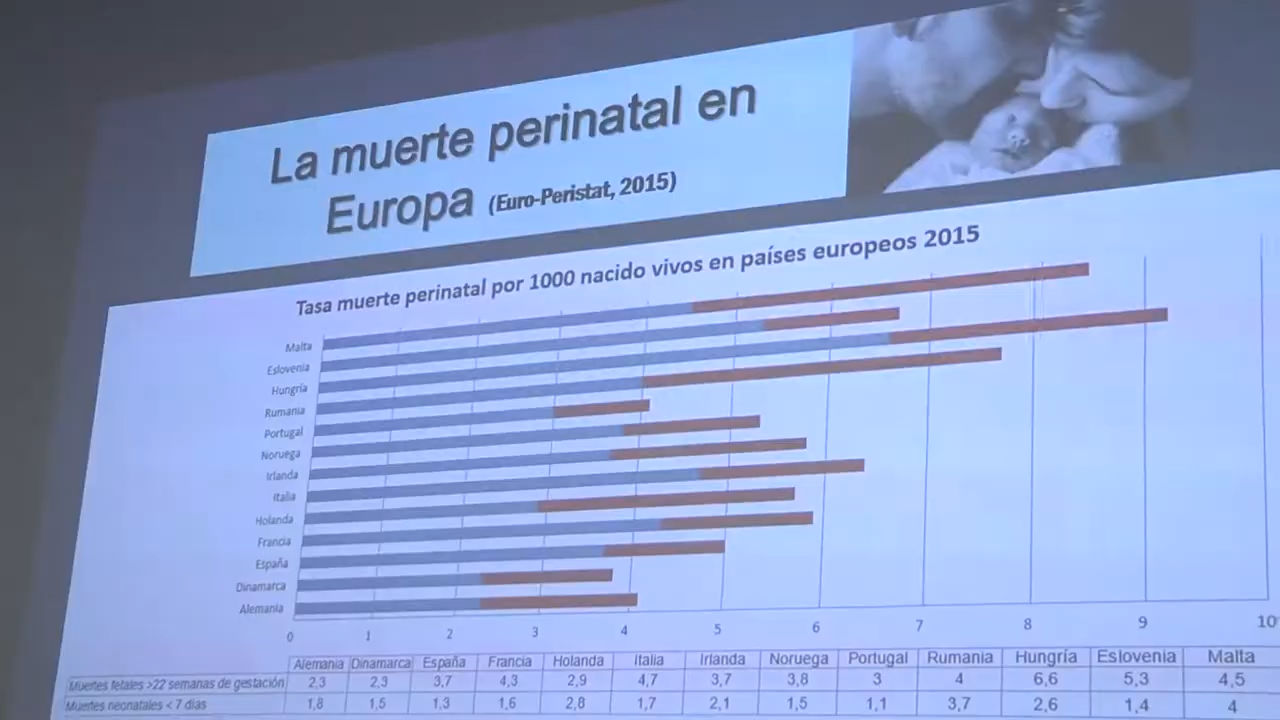 La muerte perinatal en
Europa (Euro-Peristat, 2015)
Tasa muerte perinatal por 1000 nacido vivos en países europeos 2015
Malta
Eslovenia
Hungría
Rumania
Portugal
Noruega
Irlanda
Italia
Holanda
Francia
España
Dinamarca
Alemania
0 1 2 3 4 5 6 7 8 9 10
Alemania Dinamarca España Francia Holanda Italia Irlanda Noruega Portugal Rumania Hungría Eslovenia Malta
Muertes fetales >22 semanas de gestación 2,3 2,3 3,7 4,3 2,9 4,7 3,7 3,8 3 4 6,6 5,3 4,5
Muertes neonatales < 7 días 1,8 1,5 1,3 1,6 2,8 1,7 2,1 1,5 1,1 3,7 2,6 1,4 4